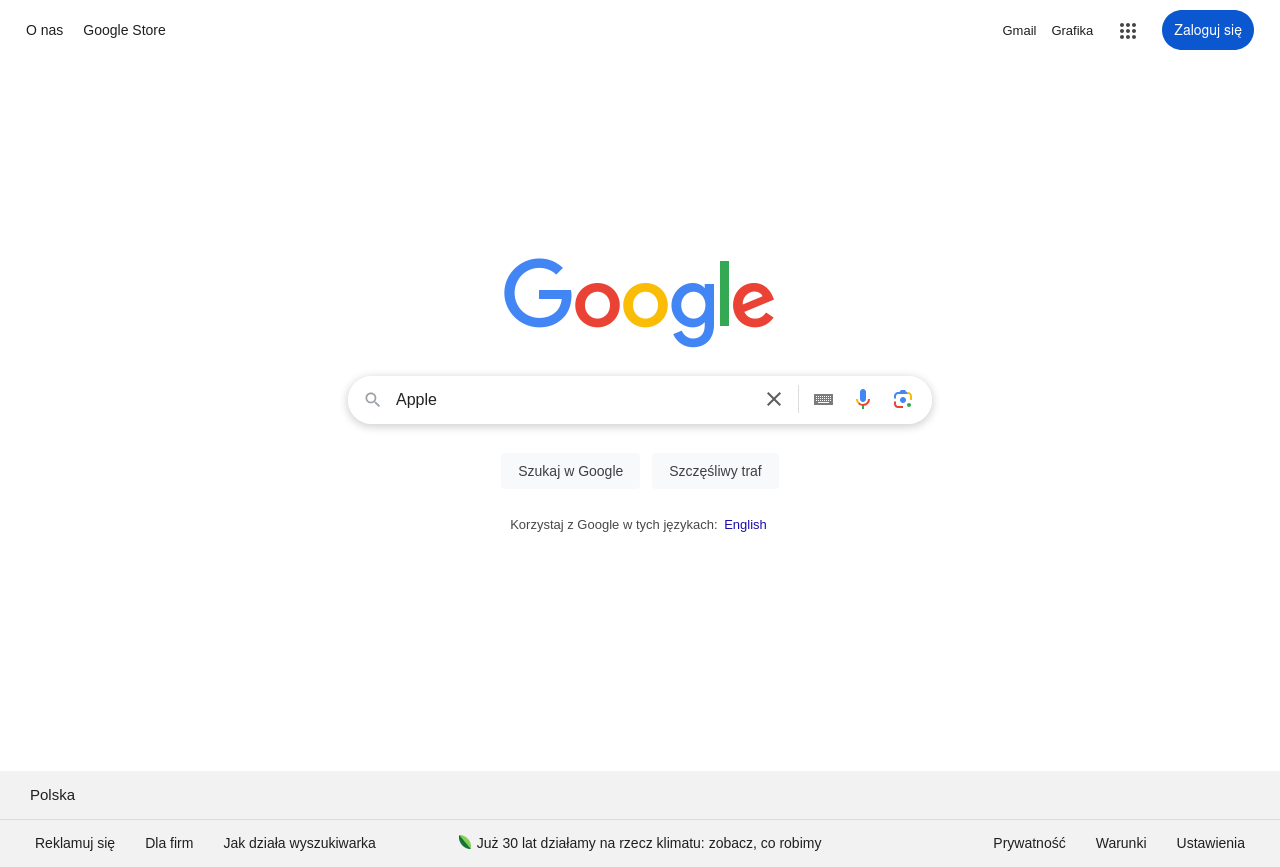 O nas Google Store Gmail Grafika Zaloguj się
Google
Apple
Szukaj w Google Szczęśliwy traf
Korzystaj z Google w tych językach: English
Polska
Reklamuj się Dla firm Jak działa wyszukiwarka Już 30 lat działamy na rzecz klimatu: zobacz, co robimy Prywatność Warunki Ustawienia